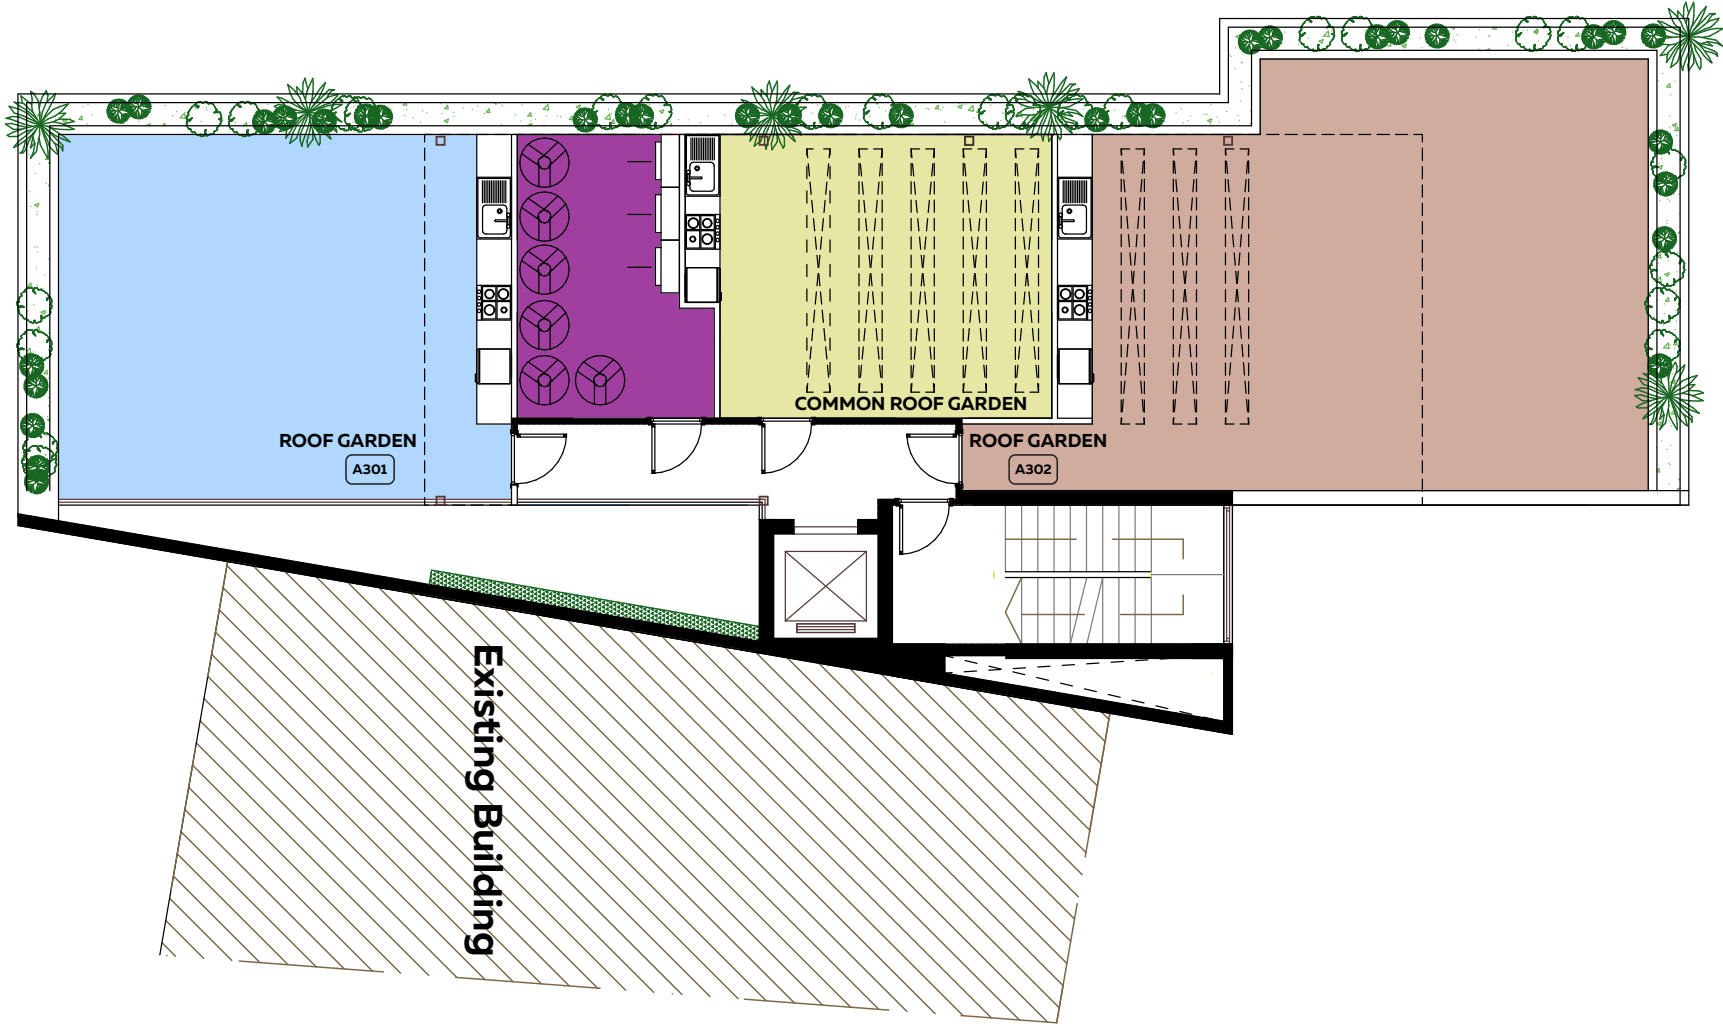 COMMON ROOF GARDEN
ROOF GARDEN
A301
ROOF GARDEN
A302
Existing Building